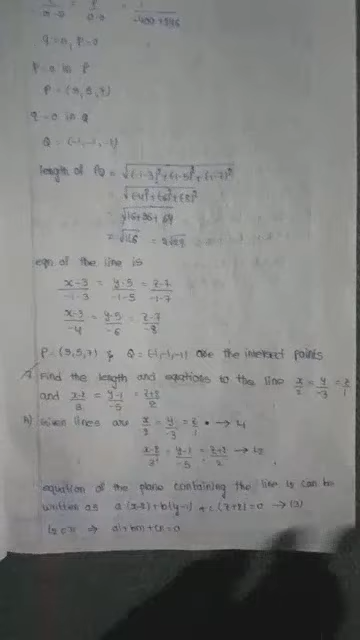 q=0, P=0
P=0 in P
P = (3,5,7)
q=0 in Q
Q = (-1,-1,-1)
length of PQ = √(-1-3)²+(-1-5)²+(-1-7)²
= √(-4)²+(-6)²+(-8)²
= √16+36+64
= √116 = 2√29
eqn of the line is
x-3/-1-3 = y-5/-1-5 = z-7/-1-7
x-3/-4 = y-5/-6 = z-7/-8
P = (3,5,7) & Q = (-1,-1,-1) are the points
Find the length and equations to the line x/2 = y/-3 = z/1
and x-2/3 = y-1/-5 = z+2/2
Given lines are x/2 = y/-3 = z/1 → L1
x-2/3 = y-1/-5 = z+2/2 → L2
equation of the plane containing the line L2 can be
written as a(x-2)+b(y-1)+c(z+2)=0 → (3)
⇒ al+bm+cn=0